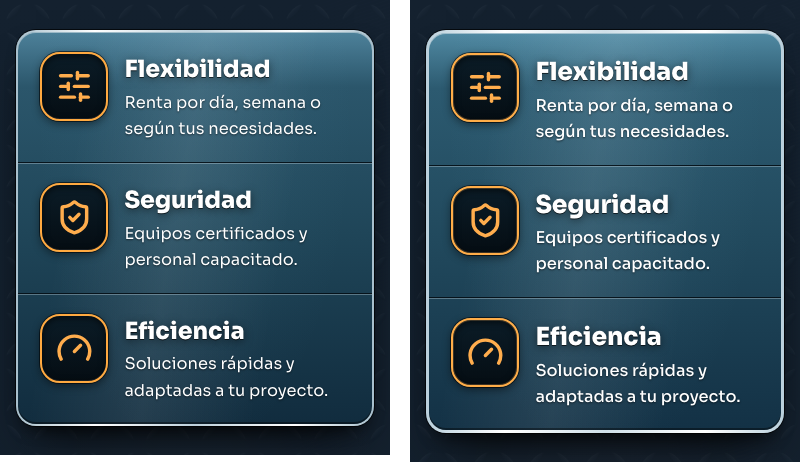 Flexibilidad
Renta por día, semana o
según tus necesidades.
Seguridad
Equipos certificados y
personal capacitado.
Eficiencia
Soluciones rápidas y
adaptadas a tu proyecto.
Flexibilidad
Renta por día, semana o
según tus necesidades.
Seguridad
Equipos certificados y
personal capacitado.
Eficiencia
Soluciones rápidas y
adaptadas a tu proyecto.